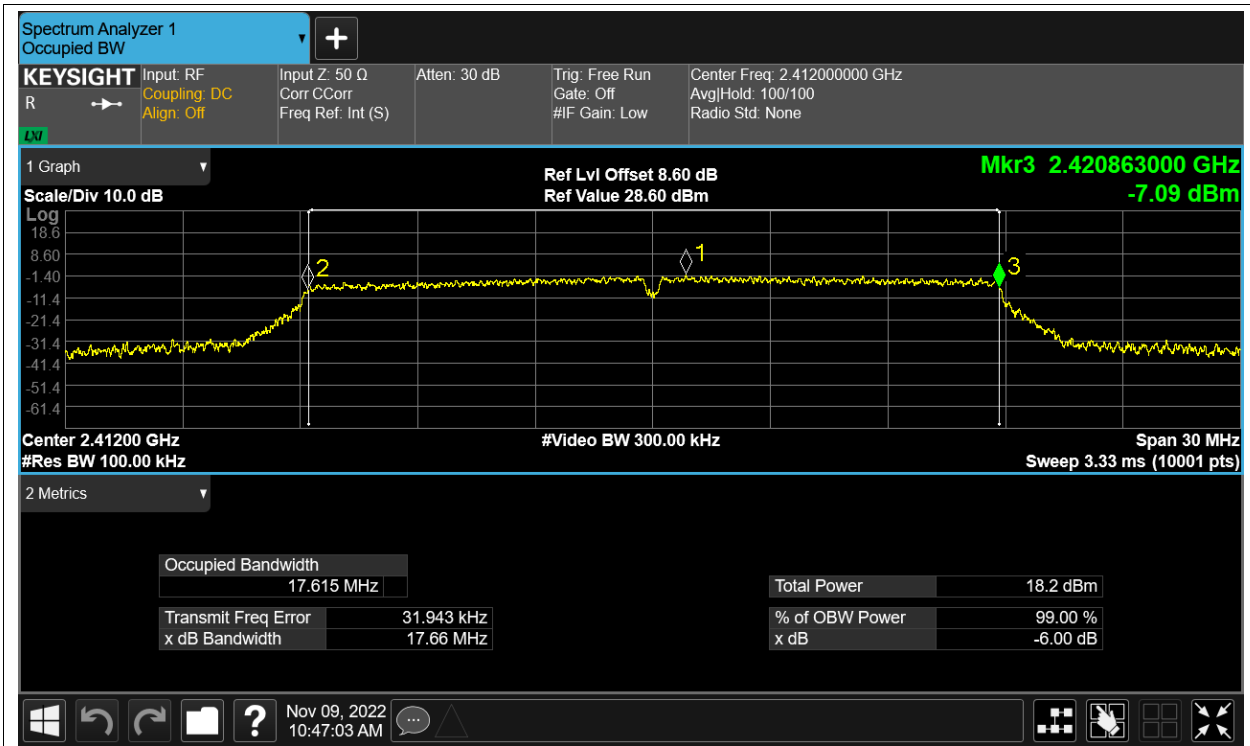 Spectrum Analyzer 1
Occupied BW
KEYSIGHT
R
LXI
Input: RF
Coupling: DC
Align: Off
Input Z: 50 Ω
Corr CCorr
Freq Ref: Int (S)
Atten: 30 dB
Trig: Free Run
Gate: Off
#IF Gain: Low
Center Freq: 2.412000000 GHz
Avg|Hold: 100/100
Radio Std: None
1 Graph
Scale/Div 10.0 dB
Ref Lvl Offset 8.60 dB
Ref Value 28.60 dBm
Mkr3 2.420863000 GHz
-7.09 dBm
Log
18.6
8.60
-1.40
-11.4
-21.4
-31.4
-41.4
-51.4
-61.4
2
1
3
Center 2.41200 GHz
#Res BW 100.00 kHz
#Video BW 300.00 kHz
Span 30 MHz
Sweep 3.33 ms (10001 pts)
2 Metrics
Occupied Bandwidth
17.615 MHz
Transmit Freq Error 31.943 kHz
x dB Bandwidth 17.66 MHz
Total Power 18.2 dBm
% of OBW Power 99.00 %
x dB -6.00 dB
?
Nov 09, 2022
10:47:03 AM